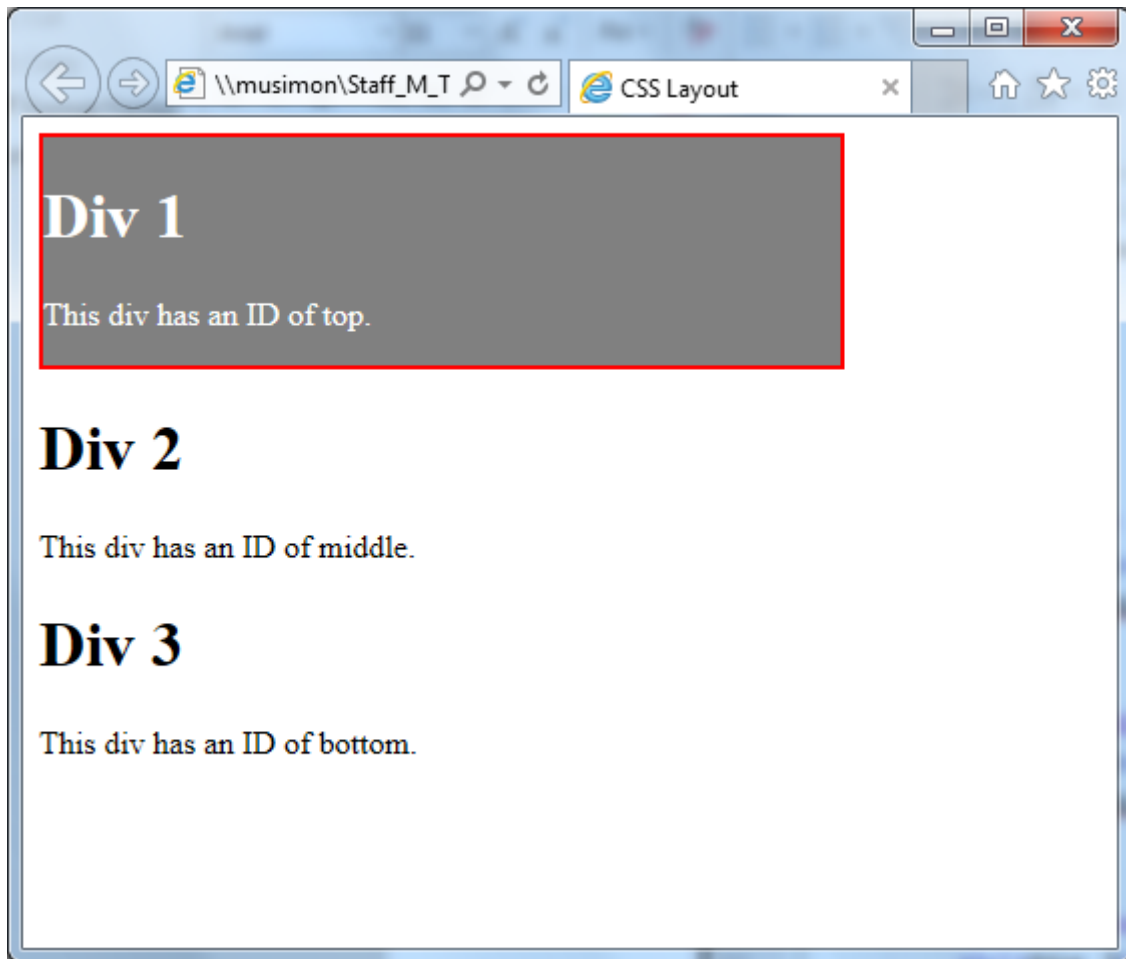 \\musimon\Staff_M_T
CSS Layout
Div 1
This div has an ID of top.
Div 2
This div has an ID of middle.
Div 3
This div has an ID of bottom.